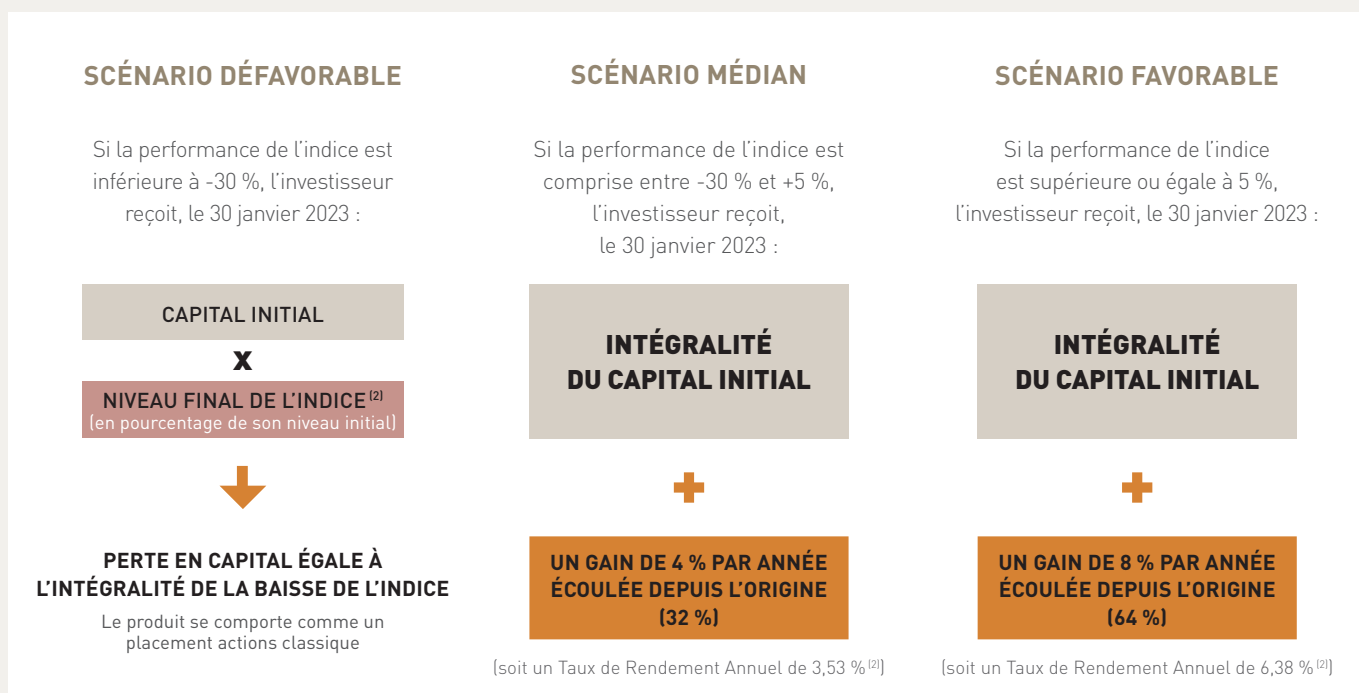 SCÉNARIO DÉFAVORABLE
Si la performance de l'indice est
inférieure à -30 %, l'investisseur
reçoit, le 30 janvier 2023 :
CAPITAL INITIAL
X
NIVEAU FINAL DE L'INDICE (2)
(en pourcentage de son niveau initial)
PERTE EN CAPITAL ÉGALE À
L'INTÉGRALITÉ DE LA BAISSE DE L'INDICE
Le produit se comporte comme un
placement actions classique
SCÉNARIO MÉDIAN
Si la performance de l'indice est
comprise entre -30 % et +5 %,
l'investisseur reçoit,
le 30 janvier 2023 :
INTÉGRALITÉ
DU CAPITAL INITIAL
+
UN GAIN DE 4 % PAR ANNÉE
ÉCOULÉE DEPUIS L'ORIGINE
(32 %)
(soit un Taux de Rendement Annuel de 3,53 % (2))
SCÉNARIO FAVORABLE
Si la performance de l'indice
est supérieure ou égale à 5 %,
l'investisseur reçoit, le 30 janvier 2023 :
INTÉGRALITÉ
DU CAPITAL INITIAL
+
UN GAIN DE 8 % PAR ANNÉE
ÉCOULÉE DEPUIS L'ORIGINE
(64 %)
(soit un Taux de Rendement Annuel de 6,38 % (2))